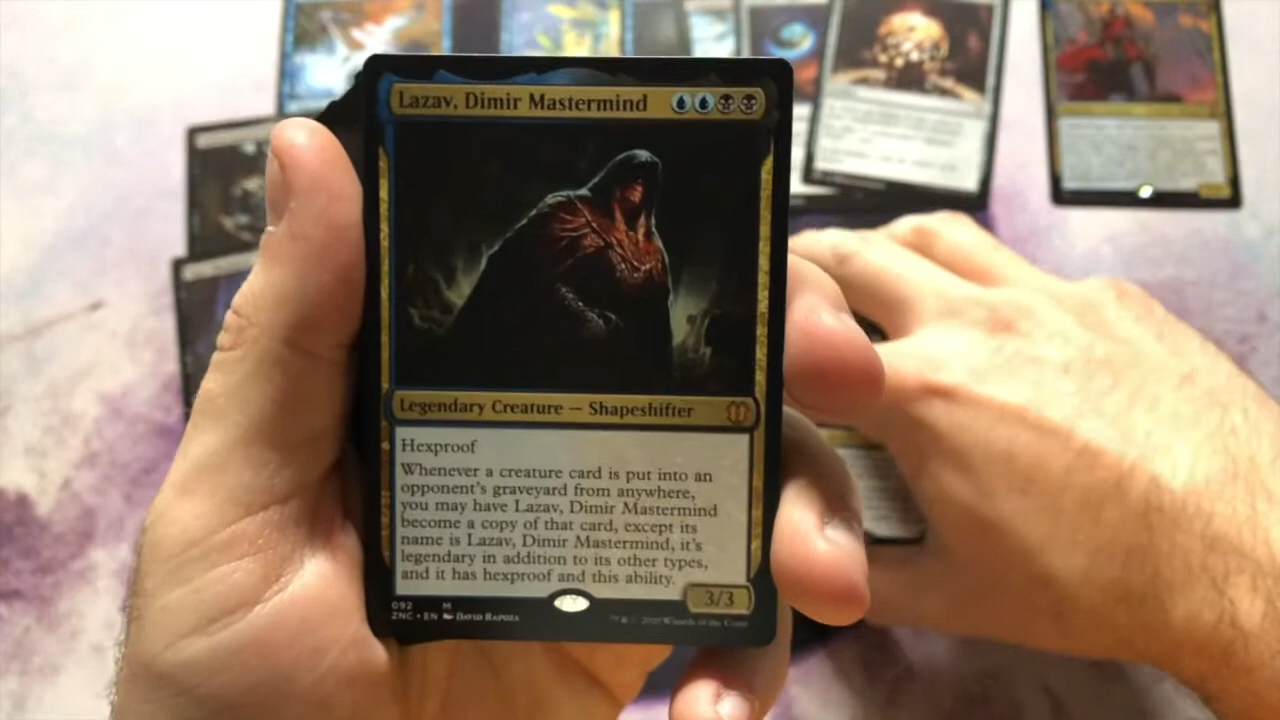 Lazav, Dimir Mastermind
Legendary Creature — Shapeshifter
Hexproof
Whenever a creature card is put into an
opponent's graveyard from anywhere,
you may have Lazav, Dimir Mastermind
become a copy of that card, except its
name is Lazav, Dimir Mastermind, it's
legendary in addition to its other types,
and it has hexproof and this ability.
3/3
092 M
ZNC • EN DAVID RAPOZA
™ & © 2020 Wizards of the Coast